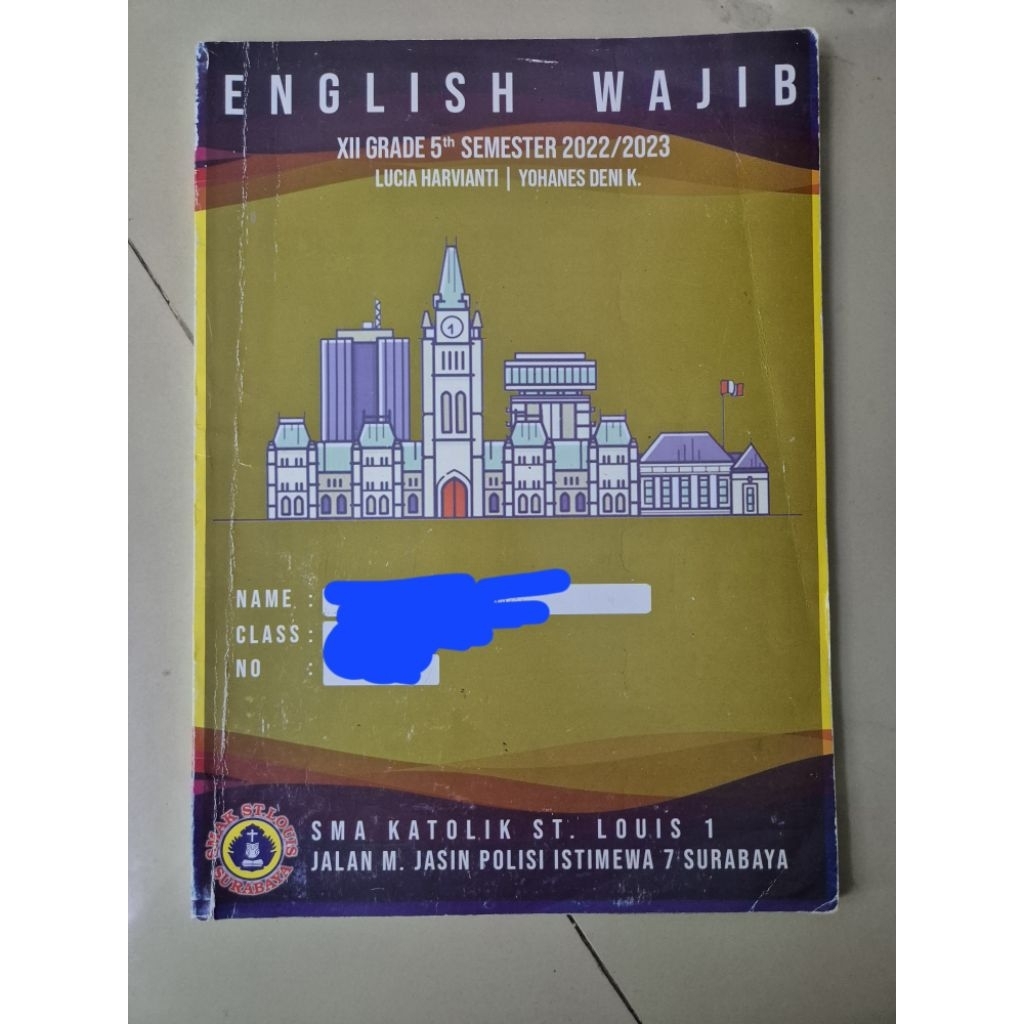 ENGLISH WAJIB
XII GRADE 5th SEMESTER 2022/2023
LUCIA HARVIANTI | YOHANES DENI K.
1
NAME :
CLASS :
NO :
SMAK ST. LOUIS
SURABAYA
SMA KATOLIK ST. LOUIS 1
JALAN M. JASIN POLISI ISTIMEWA 7 SURABAYA